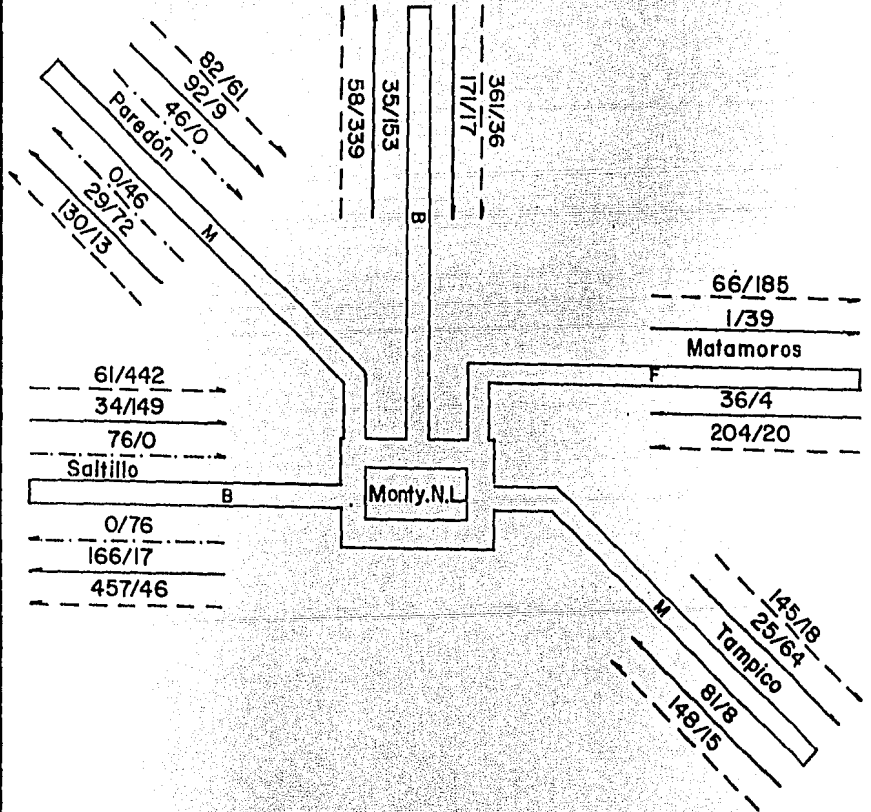 82/61
92/9
46/0
Paredón
M
0/46
29/72
130/13
58/339
35/153
B
171/17
361/36
66/185
1/39
Matamoros
F
36/4
204/20
61/442
34/149
76/0
Saltillo
B
0/76
166/17
457/46
Monty. N.L.
145/18
25/64
Tampico
M
81/8
148/15